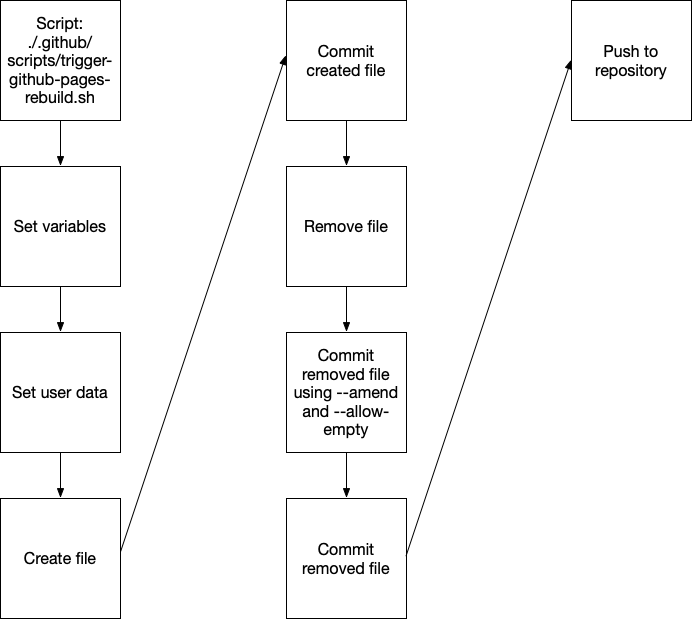 Script:
./.github/
scripts/trigger-
github-pages-
rebuild.sh
Set variables
Set user data
Create file
Commit
created file
Remove file
Commit
removed file
using --amend
and --allow-
empty
Commit
removed file
Push to
repository